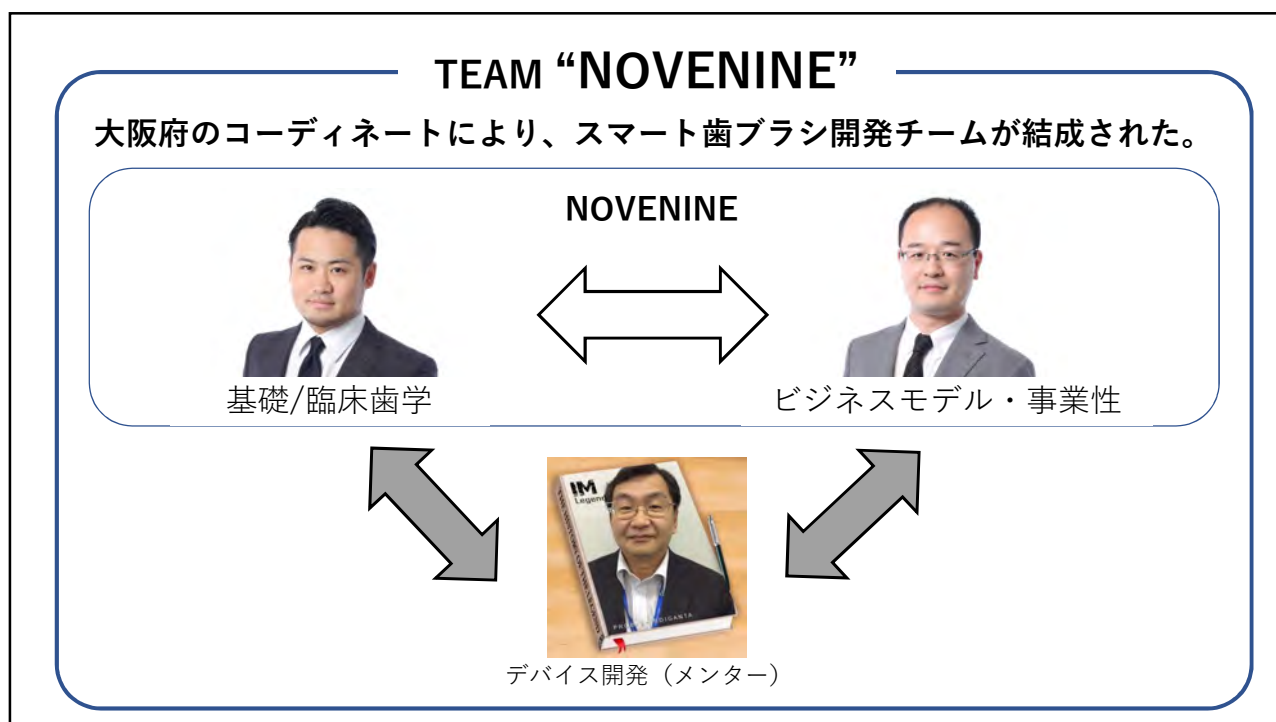 TEAM “NOVENINE”
大阪府のコーディネートにより、スマート歯ブラシ開発チームが結成された。
NOVENINE
基礎/臨床歯学
ビジネスモデル・事業性
IM
Legend
デバイス開発（メンター）